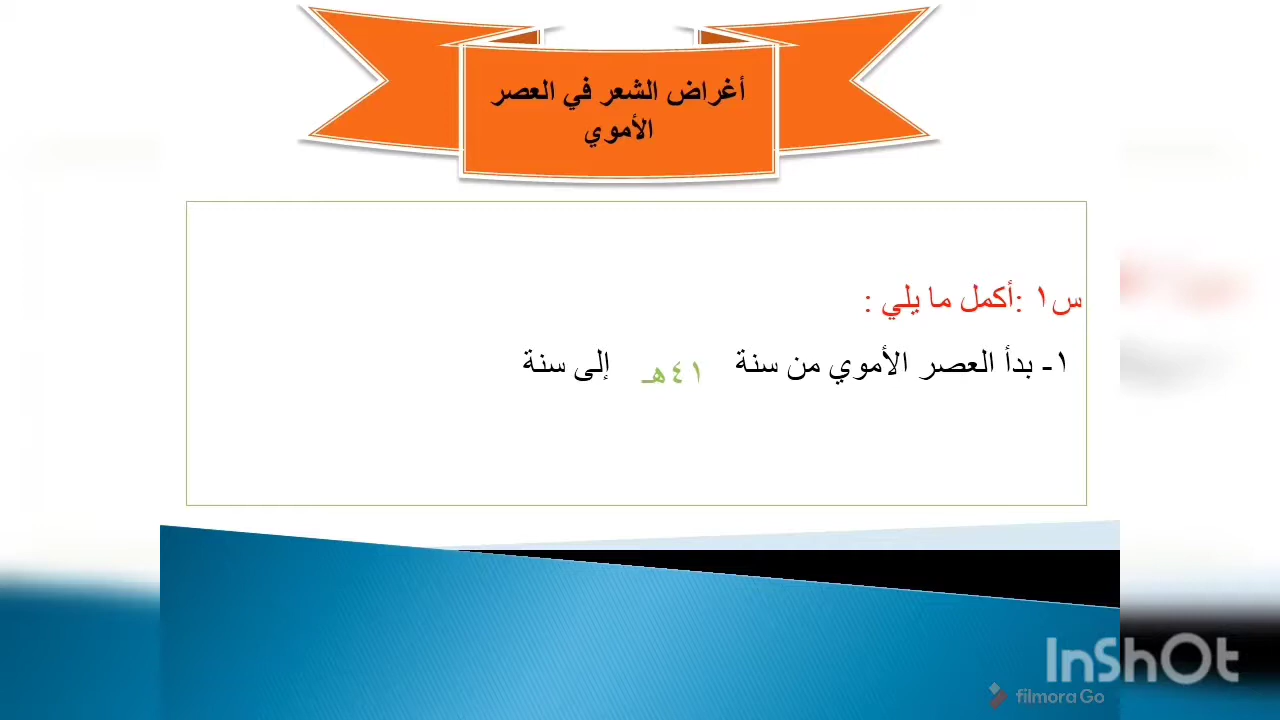 أغراض الشعر في العصر
الأموي
س١ :أكمل ما يلي :
١- بدأ العصر الأموي من سنة ٤١هـ إلى سنة
InShOt
filmora Go